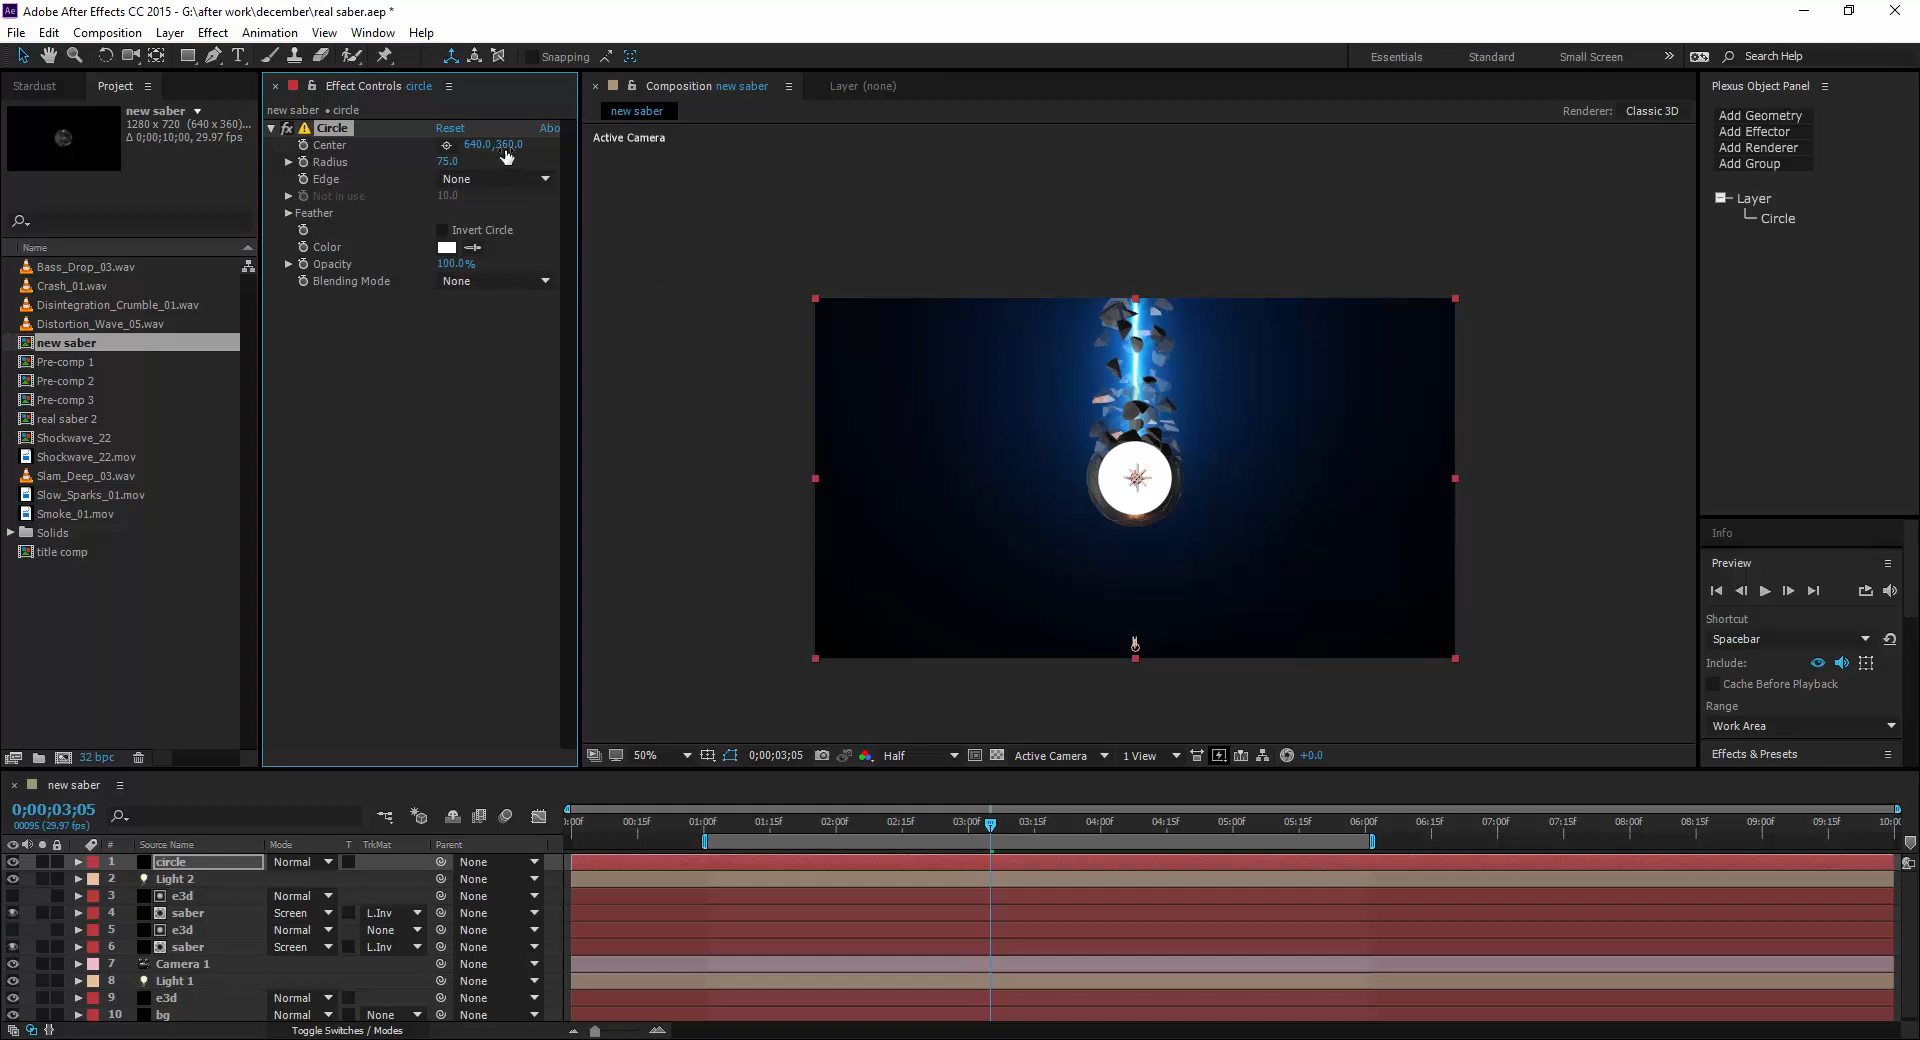 Ae Adobe After Effects CC 2015 - G:\after work\december\real saber.aep *
File Edit Composition Layer Effect Animation View Window Help
Snapping
Essentials Standard Small Screen » Search Help
Stardust Project
new saber
1280 x 720 (640 x 360)...
Δ 0;00;10;00, 29.97 fps
Name
Bass_Drop_03.wav
Crash_01.wav
Disintegration_Crumble_01.wav
Distortion_Wave_05.wav
new saber
Pre-comp 1
Pre-comp 2
Pre-comp 3
real saber 2
Shockwave_22
Shockwave_22.mov
Slam_Deep_03.wav
Slow_Sparks_01.mov
Smoke_01.mov
Solids
title comp
32 bpc
Effect Controls circle
new saber • circle
fx Circle Reset Abo
Center 640.0,360.0
Radius 75.0
Edge None
Not in use 10.0
Feather
Invert Circle
Color
Opacity 100.0%
Blending Mode None
Composition new saber
Layer (none)
new saber
Renderer: Classic 3D
Active Camera
50% 0;00;03;05 Half Active Camera 1 View +0.0
Plexus Object Panel
Add Geometry
Add Effector
Add Renderer
Add Group
Layer
Circle
Info
Preview
Shortcut
Spacebar
Include:
Cache Before Playback
Range
Work Area
Effects & Presets
new saber
0;00;03;05
00095 (29.97 fps)
:00f 00:15f 01:00f 01:15f 02:00f 02:15f 03:00f 03:15f 04:00f 04:15f 05:00f 05:15f 06:00f 06:15f 07:00f 07:15f 08:00f 08:15f 09:00f 09:15f 10:00
# Source Name Mode T TrkMat Parent
1 circle Normal None
2 Light 2 None
3 e3d Normal None
4 saber Screen L.Inv None
5 e3d Normal None None
6 saber Screen L.Inv None
7 Camera 1 None
8 Light 1 None
9 e3d Normal None
10 bg Normal None None
Toggle Switches / Modes